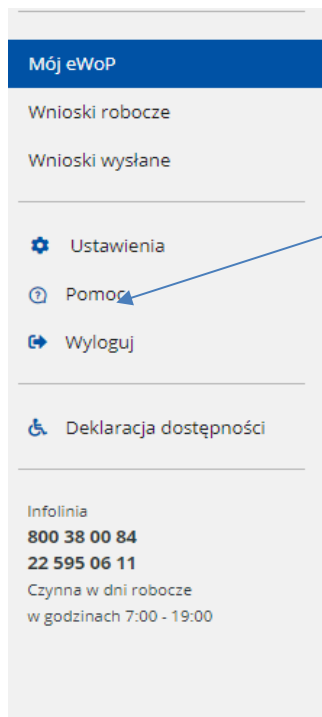 Mój eWoP
Wnioski robocze
Wnioski wysłane
Ustawienia
Pomoc
Wyloguj
Deklaracja dostępności
Infolinia
800 38 00 84
22 595 06 11
Czynna w dni robocze
w godzinach 7:00 - 19:00